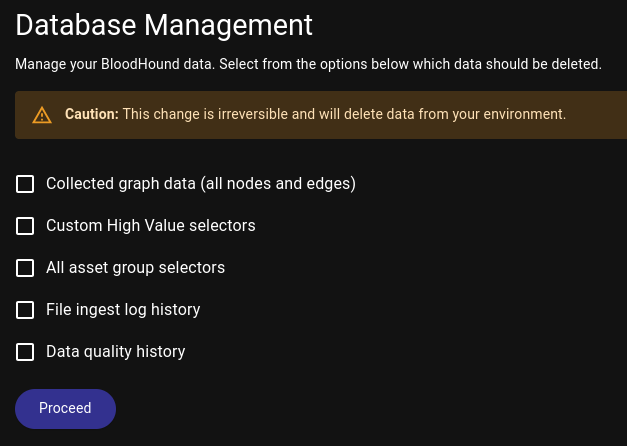 Database Management
Manage your BloodHound data. Select from the options below which data should be deleted.
Caution: This change is irreversible and will delete data from your environment.
Collected graph data (all nodes and edges)
Custom High Value selectors
All asset group selectors
File ingest log history
Data quality history
Proceed